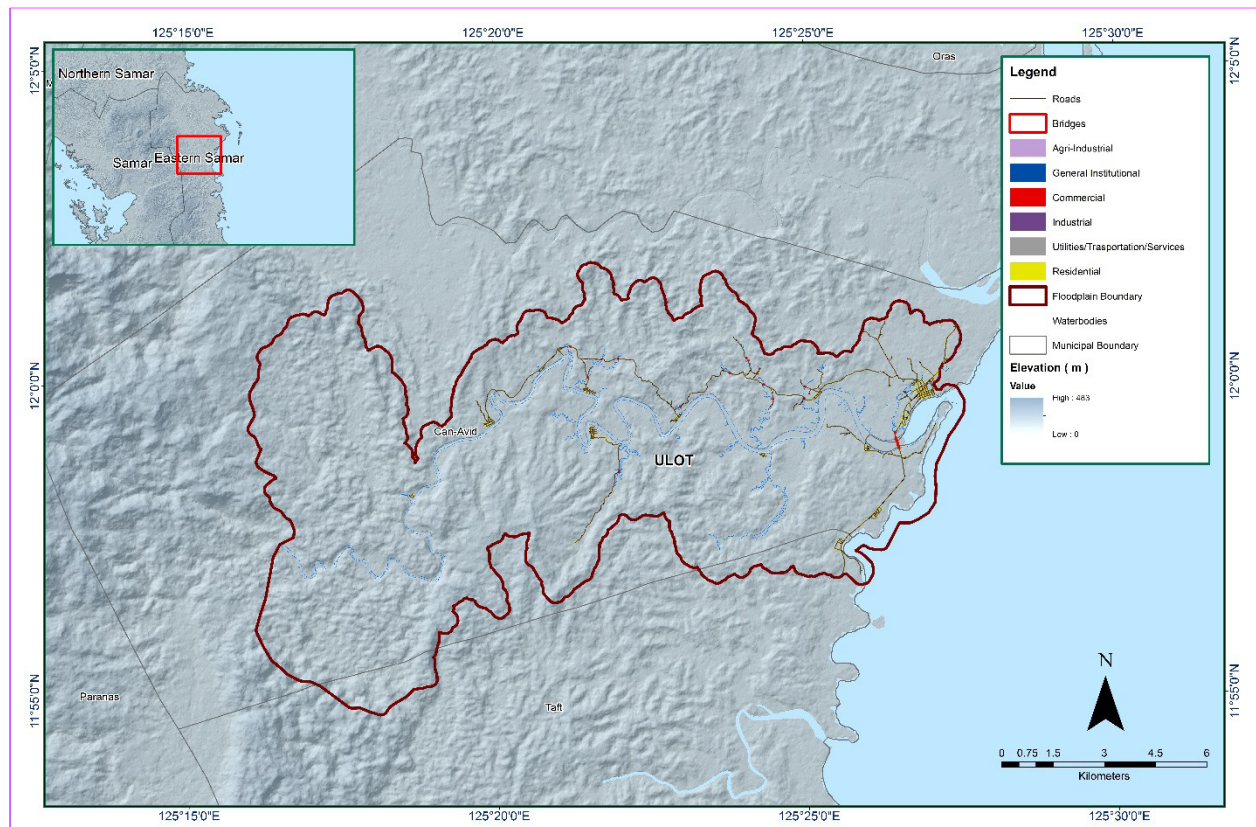 125°15'0"E
125°20'0"E
125°25'0"E
125°30'0"E
12°5'0"N
12°5'0"N
Northern Samar
Samar
Eastern Samar
Oras
Legend
Roads
Bridges
Agri-Industrial
General Institutional
Commercial
Industrial
Utilities/Trasportation/Services
Residential
Floodplain Boundary
Waterbodies
Municipal Boundary
Elevation ( m )
Value
High : 483
Low : 0
12°0'0"N
12°0'0"N
Can-Avid
ULOT
Paranas
Taft
11°55'0"N
11°55'0"N
N
0 0.75 1.5 3 4.5 6
Kilometers
125°15'0"E
125°20'0"E
125°25'0"E
125°30'0"E